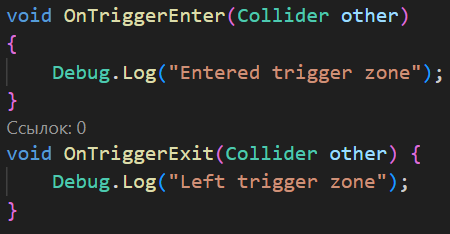 void OnTriggerEnter(Collider other)
{
    Debug.Log("Entered trigger zone");
}
Ссылок: 0
void OnTriggerExit(Collider other) {
    Debug.Log("Left trigger zone");
}